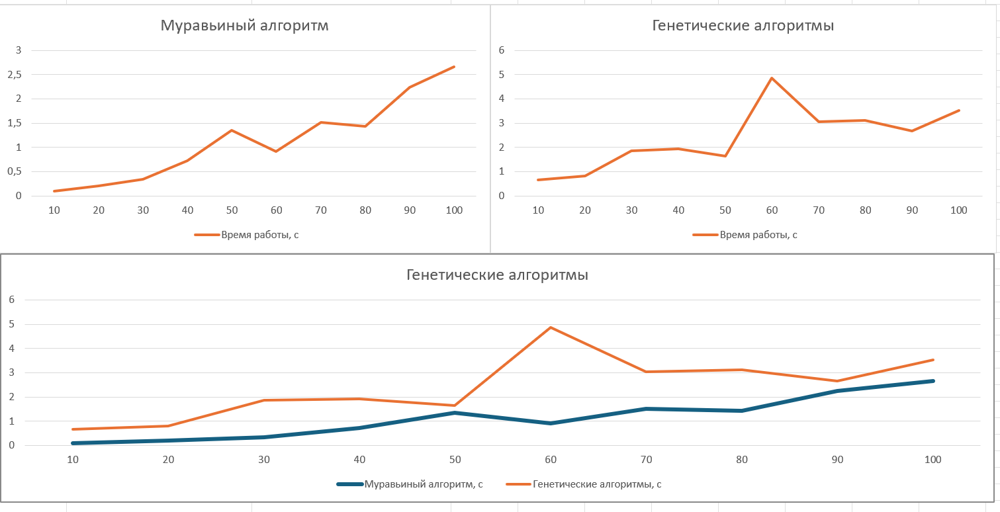 Муравьиный алгоритм
3
2,5
2
1,5
1
0,5
0
10 20 30 40 50 60 70 80 90 100
Время работы, с
Генетические алгоритмы
6
5
4
3
2
1
0
10 20 30 40 50 60 70 80 90 100
Время работы, с
Генетические алгоритмы
6
5
4
3
2
1
0
10 20 30 40 50 60 70 80 90 100
Муравьиный алгоритм, с Генетические алгоритмы, с